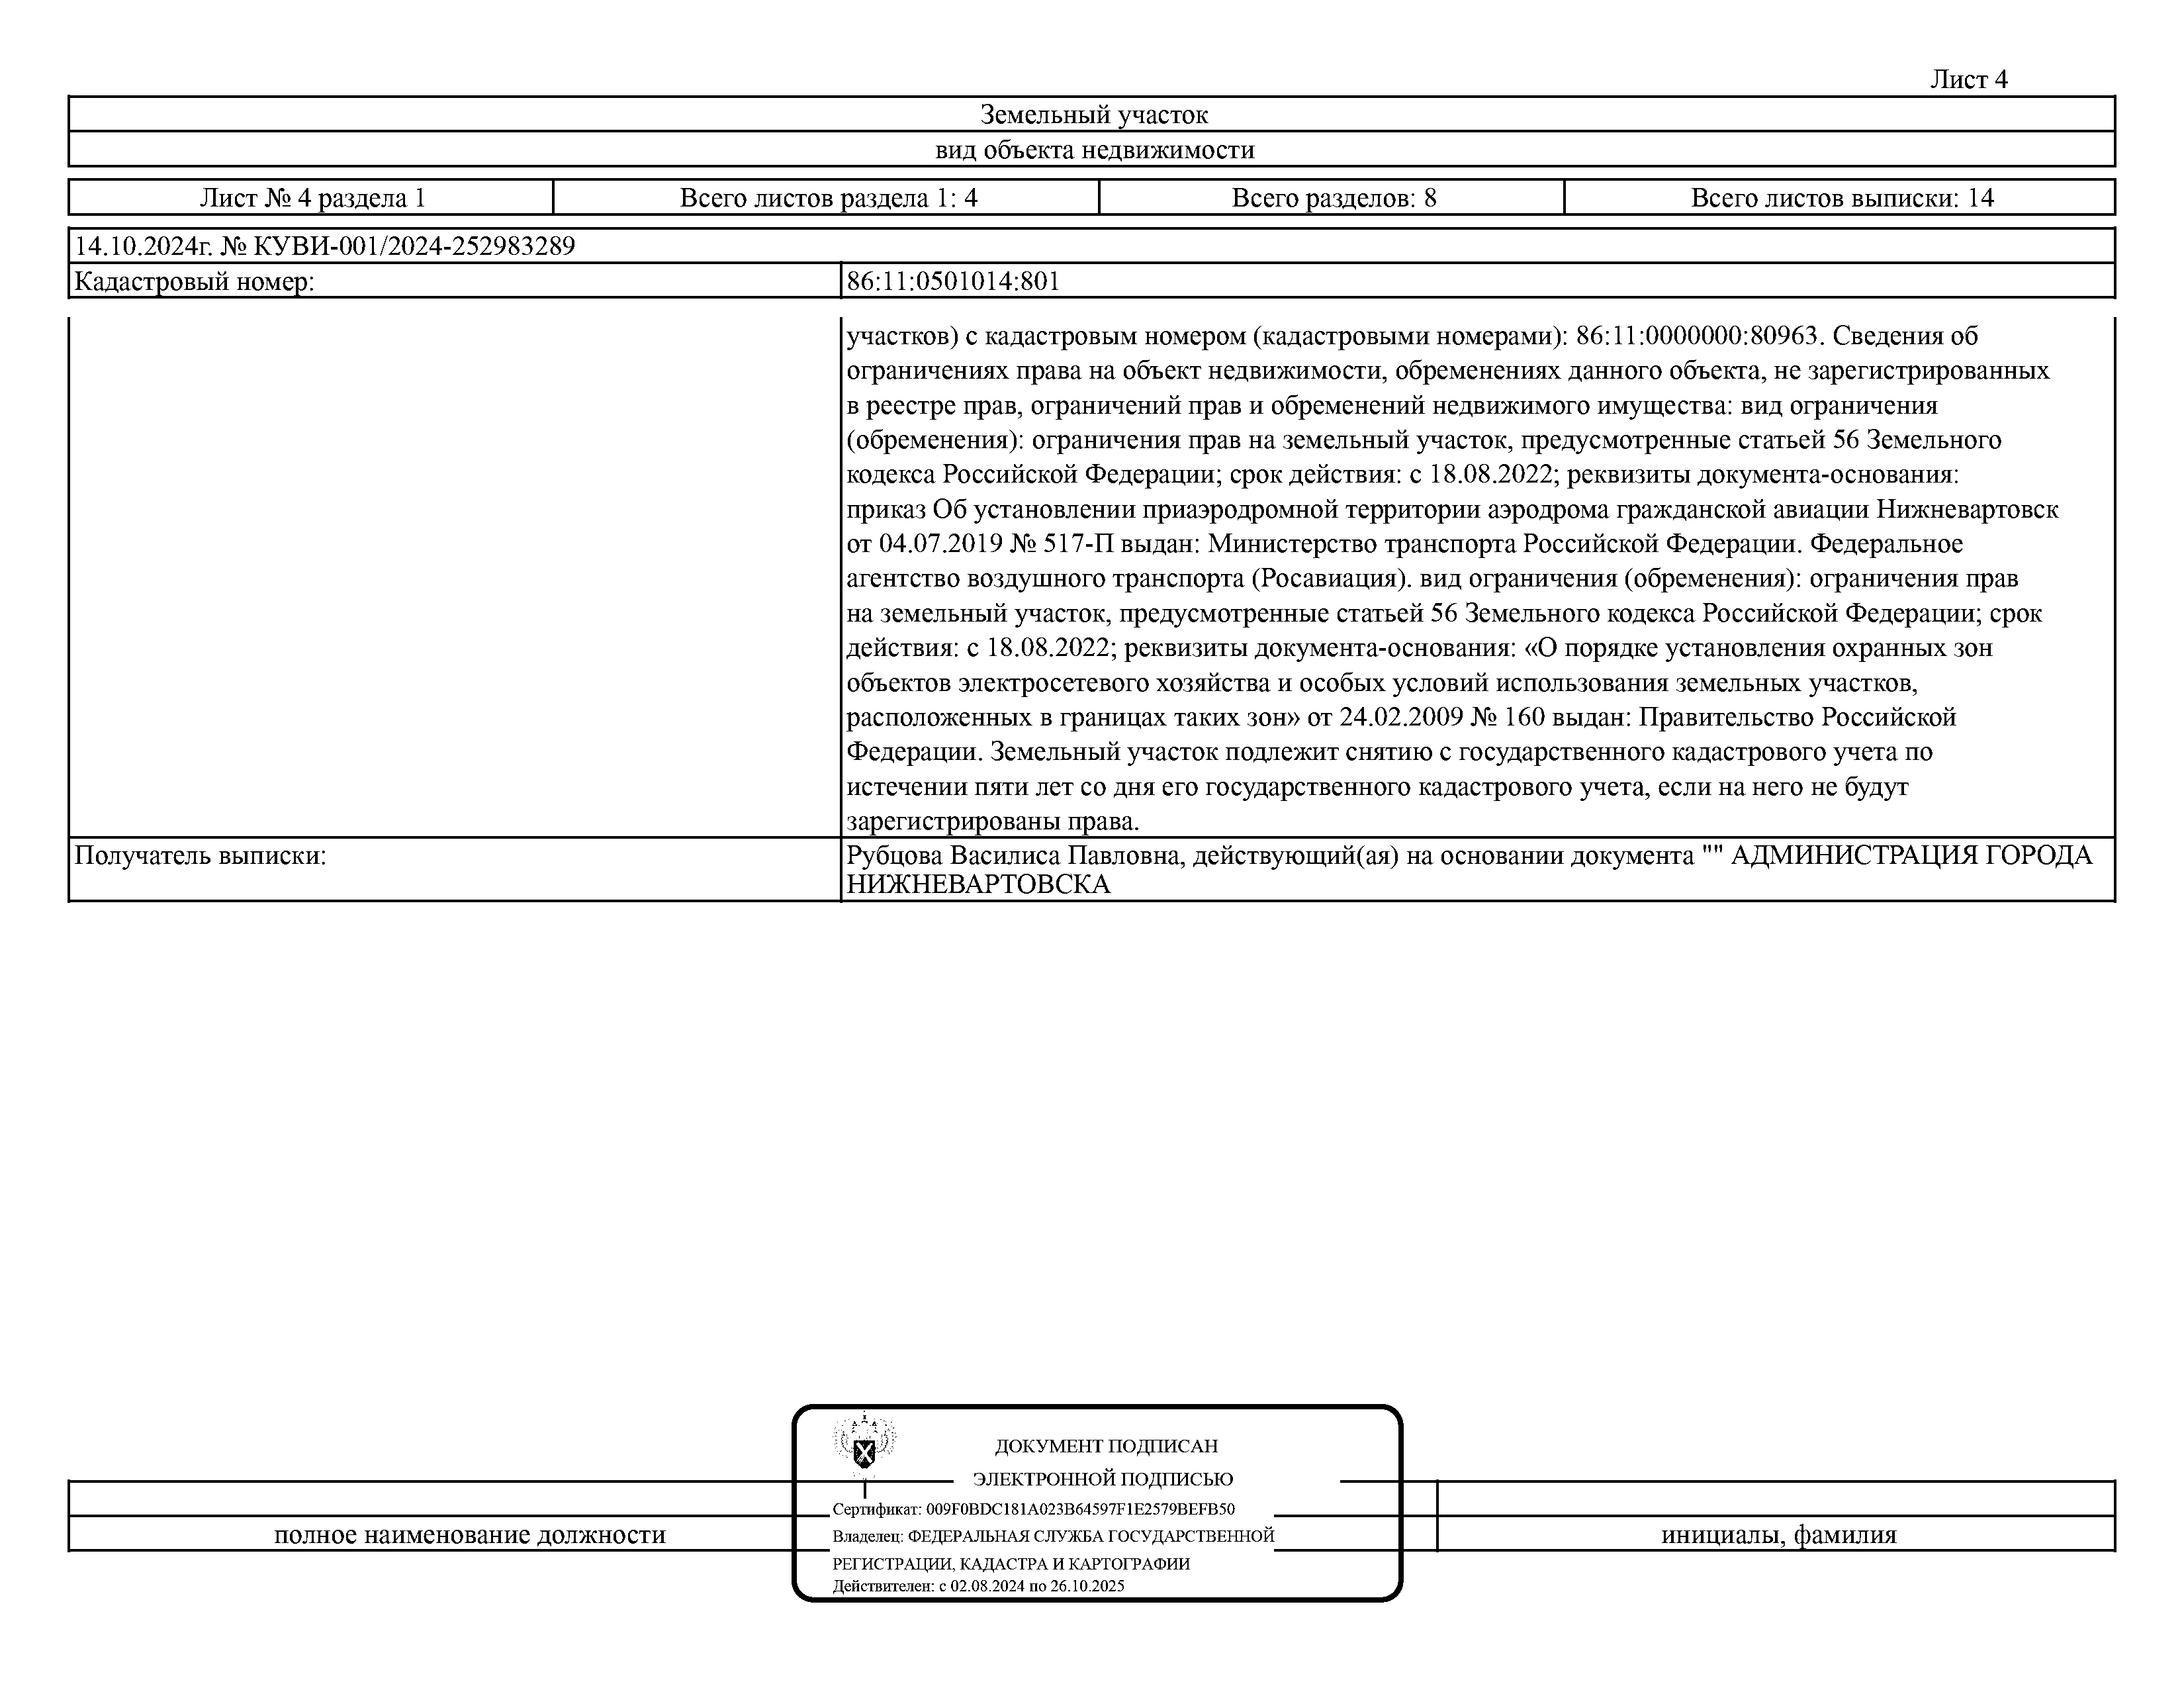 Лист 4
Земельный участок
вид объекта недвижимости
Лист № 4 раздела 1 Всего листов раздела 1: 4 Всего разделов: 8 Всего листов выписки: 14
14.10.2024г. № КУВИ-001/2024-252983289
Кадастровый номер: 86:11:0501014:801
участков) с кадастровым номером (кадастровыми номерами): 86:11:0000000:80963. Сведения об
ограничениях права на объект недвижимости, обременениях данного объекта, не зарегистрированных
в реестре прав, ограничений прав и обременений недвижимого имущества: вид ограничения
(обременения): ограничения прав на земельный участок, предусмотренные статьей 56 Земельного
кодекса Российской Федерации; срок действия: с 18.08.2022; реквизиты документа-основания:
приказ Об установлении приаэродромной территории аэродрома гражданской авиации Нижневартовск
от 04.07.2019 № 517-П выдан: Министерство транспорта Российской Федерации. Федеральное
агентство воздушного транспорта (Росавиация). вид ограничения (обременения): ограничения прав
на земельный участок, предусмотренные статьей 56 Земельного кодекса Российской Федерации; срок
действия: с 18.08.2022; реквизиты документа-основания: «О порядке установления охранных зон
объектов электросетевого хозяйства и особых условий использования земельных участков,
расположенных в границах таких зон» от 24.02.2009 № 160 выдан: Правительство Российской
Федерации. Земельный участок подлежит снятию с государственного кадастрового учета по
истечении пяти лет со дня его государственного кадастрового учета, если на него не будут
зарегистрированы права.
Получатель выписки: Рубцова Василиса Павловна, действующий(ая) на основании документа "" АДМИНИСТРАЦИЯ ГОРОДА
НИЖНЕВАРТОВСКА
ДОКУМЕНТ ПОДПИСАН
ЭЛЕКТРОННОЙ ПОДПИСЬЮ
Сертификат: 009F0BDC181A023B64597F1E2579BEFB50
полное наименование должности Владелец: ФЕДЕРАЛЬНАЯ СЛУЖБА ГОСУДАРСТВЕННОЙ инициалы, фамилия
РЕГИСТРАЦИИ, КАДАСТРА И КАРТОГРАФИИ
Действителен: с 02.08.2024 по 26.10.2025